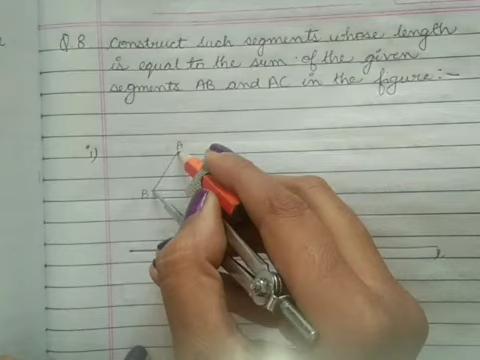 Q 8. Construct such segments whose length
is equal to the sum of the given
segments AB and AC in the figure:-
i)
A
B